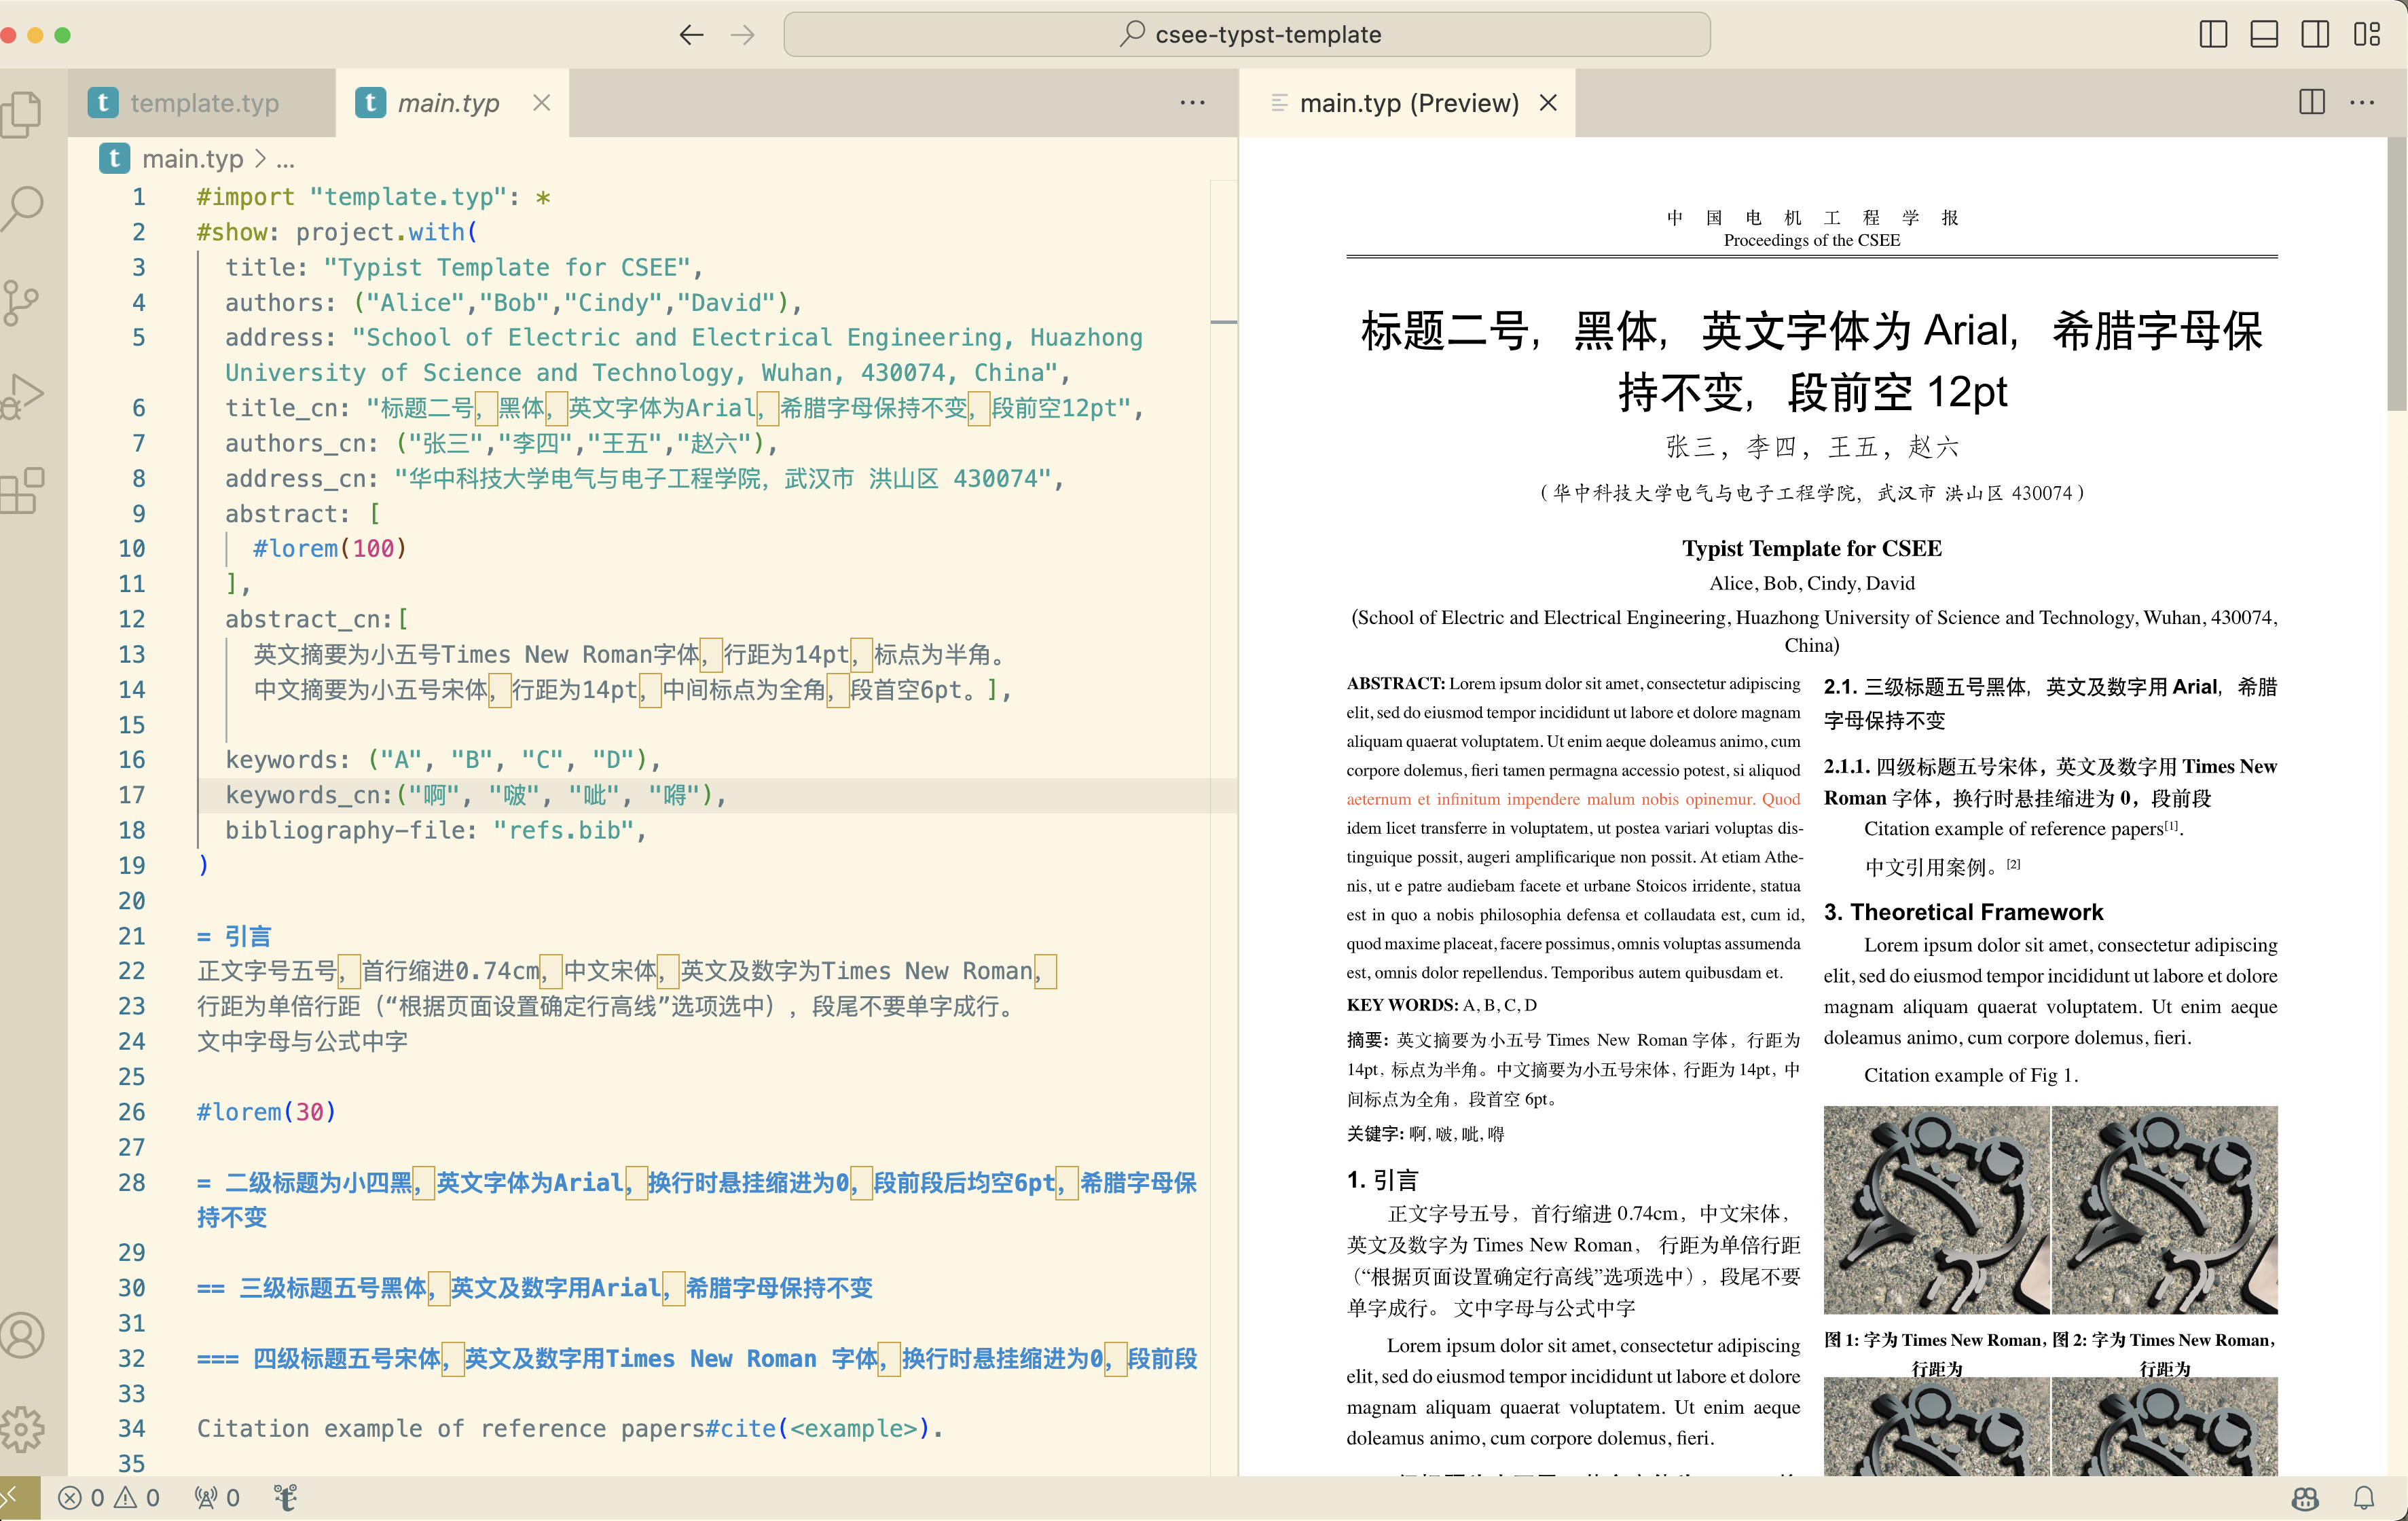 csee-typst-template
template.typ
main.typ
main.typ > ...
1 #import "template.typ": *
2 #show: project.with(
3 title: "Typist Template for CSEE",
4 authors: ("Alice","Bob","Cindy","David"),
5 address: "School of Electric and Electrical Engineering, Huazhong
University of Science and Technology, Wuhan, 430074, China",
6 title_cn: "标题二号，黑体，英文字体为Arial，希腊字母保持不变，段前空12pt",
7 authors_cn: ("张三","李四","王五","赵六"),
8 address_cn: "华中科技大学电气与电子工程学院，武汉市 洪山区 430074",
9 abstract: [
10 #lorem(100)
11 ],
12 abstract_cn:[
13 英文摘要为小五号Times New Roman字体，行距为14pt，标点为半角。
14 中文摘要为小五号宋体，行距为14pt，中间标点为全角，段首空6pt。],
15
16 keywords: ("A", "B", "C", "D"),
17 keywords_cn:("啊", "啵", "呲", "嘚"),
18 bibliography-file: "refs.bib",
19 )
20
21 = 引言
22 正文字号五号，首行缩进0.74cm，中文宋体，英文及数字为Times New Roman，
23 行距为单倍行距（“根据页面设置确定行高线”选项选中），段尾不要单字成行。
24 文中字母与公式中字
25
26 #lorem(30)
27
28 = 二级标题为小四黑，英文字体为Arial，换行时悬挂缩进为0，段前段后均空6pt，希腊字母保
持不变
29
30 == 三级标题五号黑体，英文及数字用Arial，希腊字母保持不变
31
32 === 四级标题五号宋体，英文及数字用Times New Roman 字体，换行时悬挂缩进为0，段前段
33
34 Citation example of reference papers#cite(<example>).
35
main.typ (Preview)
中 国 电 机 工 程 学 报
Proceedings of the CSEE
标题二号，黑体，英文字体为 Arial，希腊字母保
持不变，段前空 12pt
张三，李四，王五，赵六
（华中科技大学电气与电子工程学院，武汉市 洪山区 430074）
Typist Template for CSEE
Alice, Bob, Cindy, David
(School of Electric and Electrical Engineering, Huazhong University of Science and Technology, Wuhan, 430074,
China)
ABSTRACT: Lorem ipsum dolor sit amet, consectetur adipiscing
elit, sed do eiusmod tempor incididunt ut labore et dolore magnam
aliquam quaerat voluptatem. Ut enim aeque doleamus animo, cum
corpore dolemus, fieri tamen permagna accessio potest, si aliquod
aeternum et infinitum impendere malum nobis opinemur. Quod
idem licet transferre in voluptatem, ut postea variari voluptas dis-
tinguique possit, augeri amplificarique non possit. At etiam Athe-
nis, ut e patre audiebam facete et urbane Stoicos irridente, statua
est in quo a nobis philosophia defensa et collaudata est, cum id,
quod maxime placeat, facere possimus, omnis voluptas assumenda
est, omnis dolor repellendus. Temporibus autem quibusdam et.
KEY WORDS: A, B, C, D
摘要: 英文摘要为小五号 Times New Roman 字体，行距为
14pt，标点为半角。中文摘要为小五号宋体，行距为 14pt，中
间标点为全角，段首空 6pt。
关键字: 啊, 啵, 呲, 嘚
1. 引言
正文字号五号，首行缩进 0.74cm，中文宋体，
英文及数字为 Times New Roman， 行距为单倍行距
（“根据页面设置确定行高线”选项选中），段尾不要
单字成行。 文中字母与公式中字
Lorem ipsum dolor sit amet, consectetur adipiscing
elit, sed do eiusmod tempor incididunt ut labore et dolore
magnam aliquam quaerat voluptatem. Ut enim aeque
doleamus animo, cum corpore dolemus, fieri.
2.1. 三级标题五号黑体，英文及数字用 Arial，希腊
字母保持不变
2.1.1. 四级标题五号宋体，英文及数字用 Times New
Roman 字体，换行时悬挂缩进为 0，段前段
Citation example of reference papers[1].
中文引用案例。[2]
3. Theoretical Framework
Lorem ipsum dolor sit amet, consectetur adipiscing
elit, sed do eiusmod tempor incididunt ut labore et dolore
magnam aliquam quaerat voluptatem. Ut enim aeque
doleamus animo, cum corpore dolemus, fieri.
Citation example of Fig 1.
图 1: 字为 Times New Roman,
行距为
图 2: 字为 Times New Roman,
行距为
0 0 0